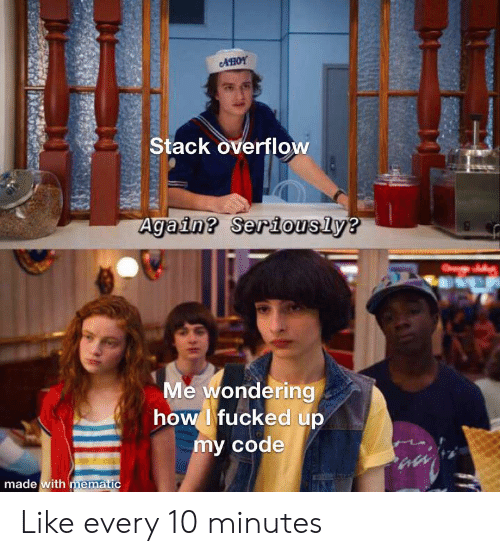 AHOY
Stack overflow
Again? Seriously?
Me wondering
how I fucked up
my code
made with mematic
Like every 10 minutes